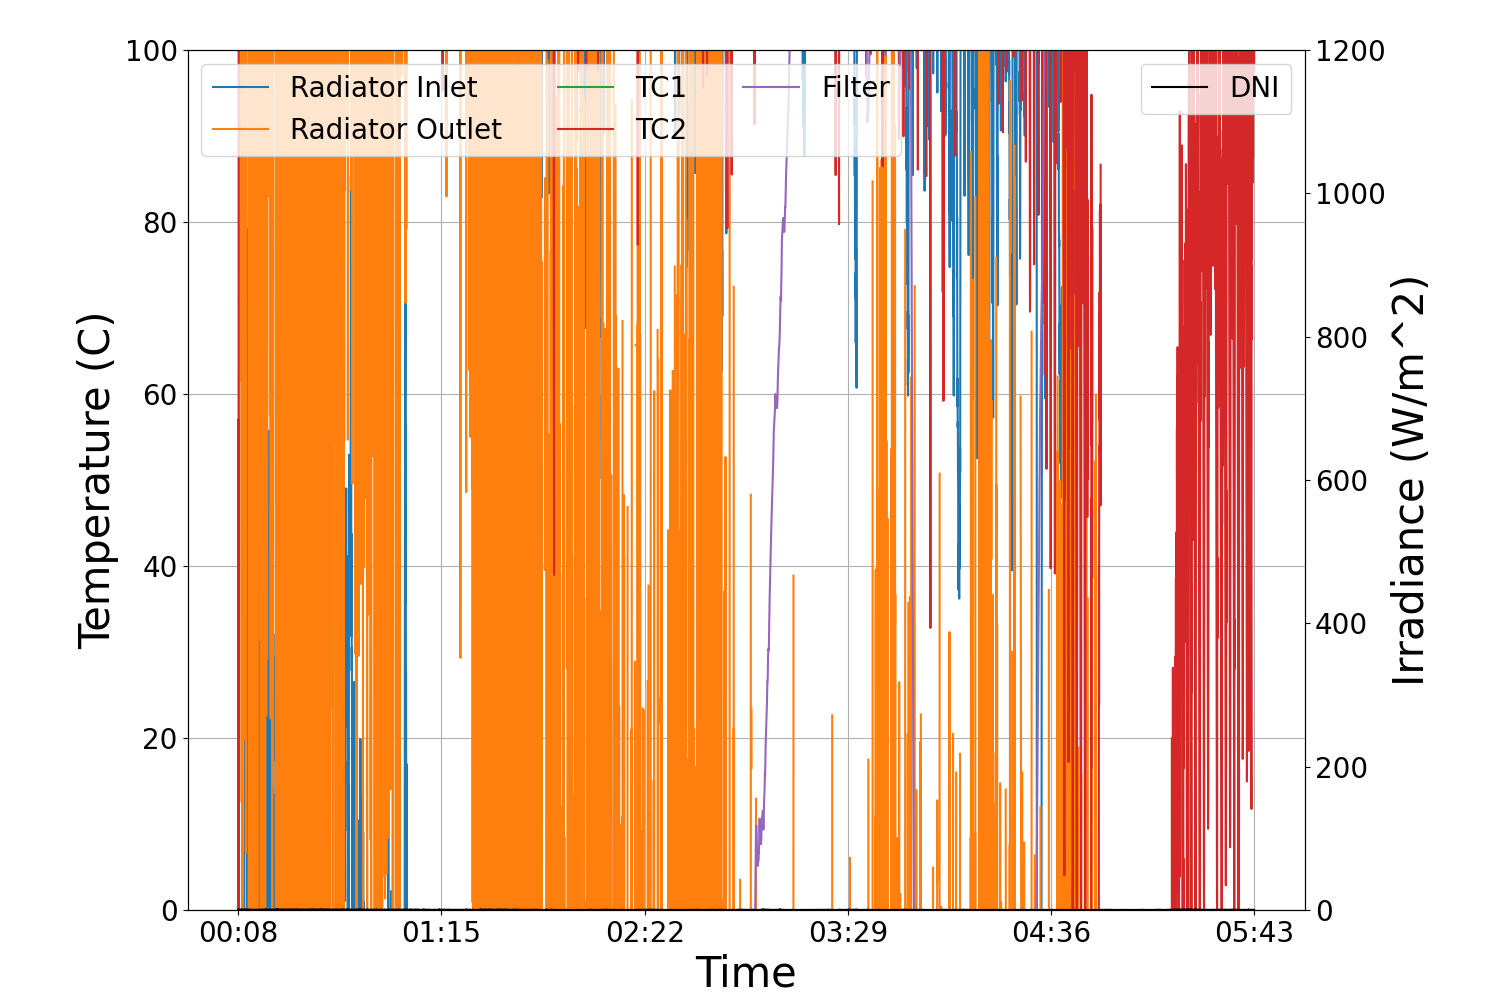 100
80
60
40
20
0
Temperature (C)
Radiator Inlet
Radiator Outlet
TC1
TC2
Filter
DNI
1200
1000
800
600
400
200
0
Irradiance (W/m^2)
00:08 01:15 02:22 03:29 04:36 05:43
Time